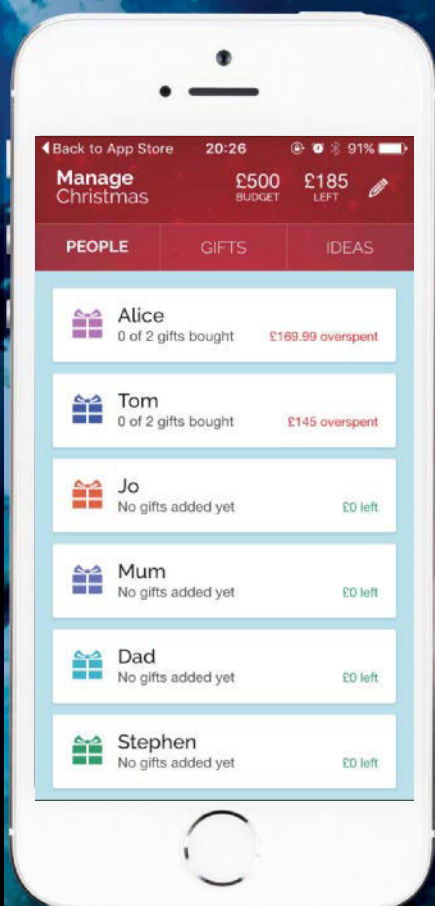 Back to App Store 20:26 91%
Manage £500 £185
Christmas BUDGET LEFT
PEOPLE GIFTS IDEAS
Alice
0 of 2 gifts bought £169.99 overspent
Tom
0 of 2 gifts bought £145 overspent
Jo
No gifts added yet £0 left
Mum
No gifts added yet £0 left
Dad
No gifts added yet £0 left
Stephen
No gifts added yet £0 left